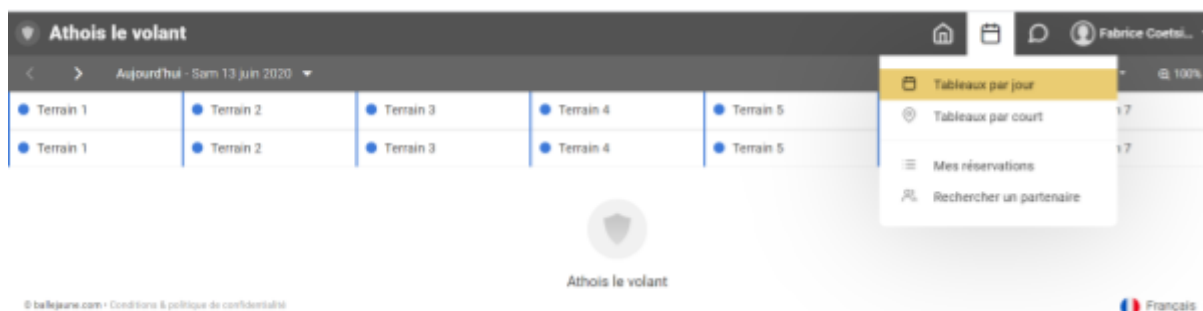 Athois le volant
Fabrice Coetsi...
Aujourd'hui - Sam 13 juin 2020
100%
Terrain 1 Terrain 2 Terrain 3 Terrain 4 Terrain 5 7
Terrain 1 Terrain 2 Terrain 3 Terrain 4 Terrain 5 7
Tableaux par jour
Tableaux par court
Mes réservations
Rechercher un partenaire
Athois le volant
© ballejaune.com • Conditions & politique de confidentialité
Français